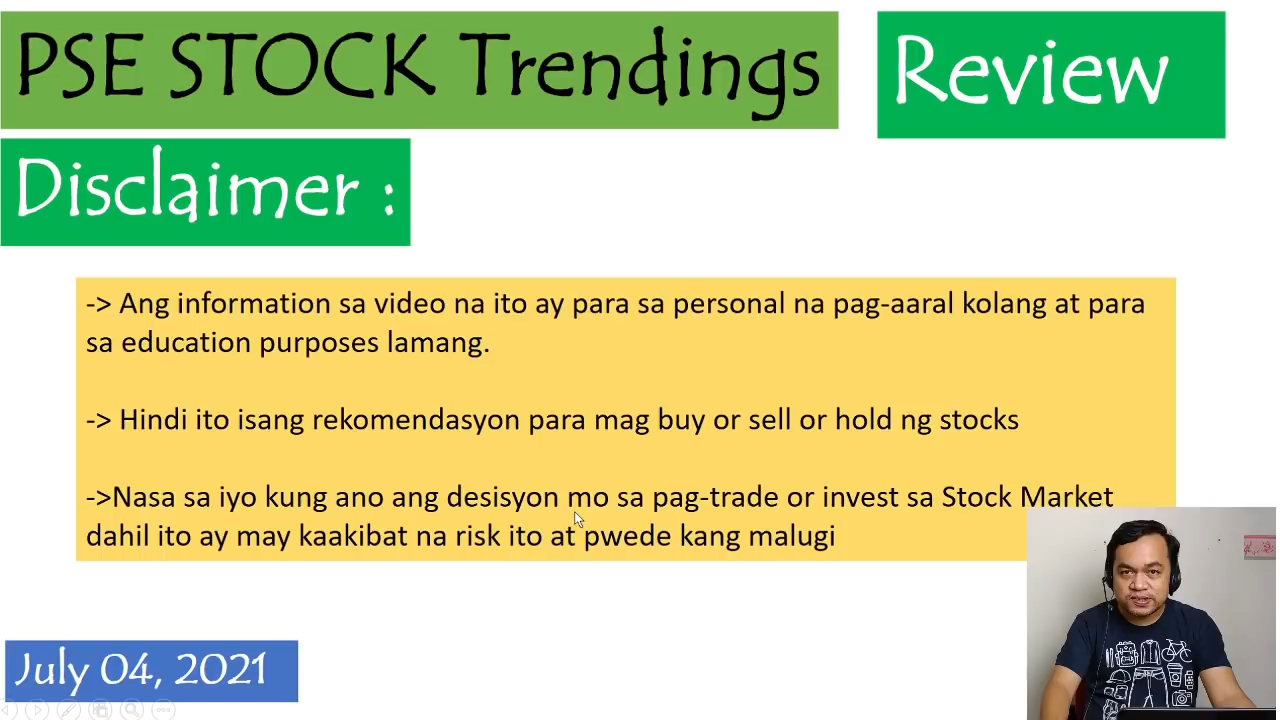 PSE STOCK Trendings
Review
Disclaimer :
-> Ang information sa video na ito ay para sa personal na pag-aaral kolang at para
sa education purposes lamang.
-> Hindi ito isang rekomendasyon para mag buy or sell or hold ng stocks
->Nasa sa iyo kung ano ang desisyon mo sa pag-trade or invest sa Stock Market
dahil ito ay may kaakibat na risk ito at pwede kang malugi
July 04, 2021